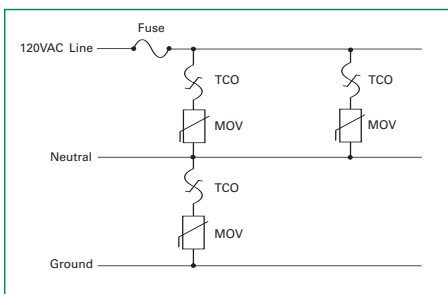 Fuse
120VAC Line
TCO
TCO
MOV
MOV
Neutral
TCO
MOV
Ground